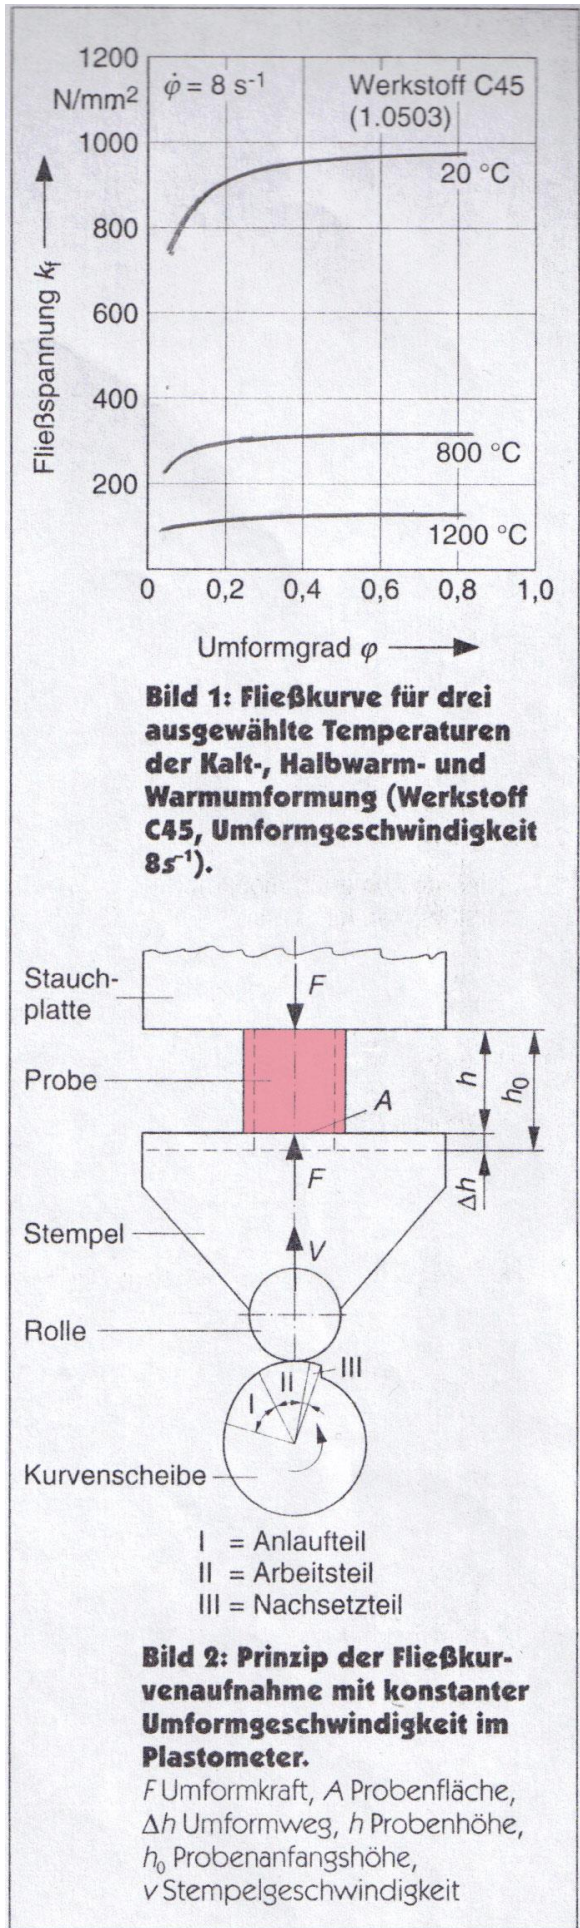 1200
N/mm²
φ̇ = 8 s⁻¹
Werkstoff C45
(1.0503)
1000
800
600
400
200
20 °C
800 °C
1200 °C
Fließspannung kf
0 0,2 0,4 0,6 0,8 1,0
Umformgrad φ
Bild 1: Fließkurve für drei
ausgewählte Temperaturen
der Kalt-, Halbwarm- und
Warmumformung (Werkstoff
C45, Umformgeschwindigkeit
8s⁻¹).
Stauch-
platte
F
Probe
A
h
h₀
F
Δh
Stempel
V
Rolle
III
II
I
Kurvenscheibe
I = Anlaufteil
II = Arbeitsteil
III = Nachsetzteil
Bild 2: Prinzip der Fließkur-
venaufnahme mit konstanter
Umformgeschwindigkeit im
Plastometer.
F Umformkraft, A Probenfläche,
Δh Umformweg, h Probenhöhe,
h₀ Probenanfangshöhe,
v Stempelgeschwindigkeit